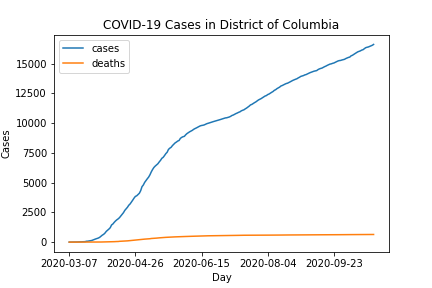 COVID-19 Cases in District of Columbia
cases
deaths
15000
12500
10000
7500
5000
2500
0
Cases
2020-03-07 2020-04-26 2020-06-15 2020-08-04 2020-09-23
Day